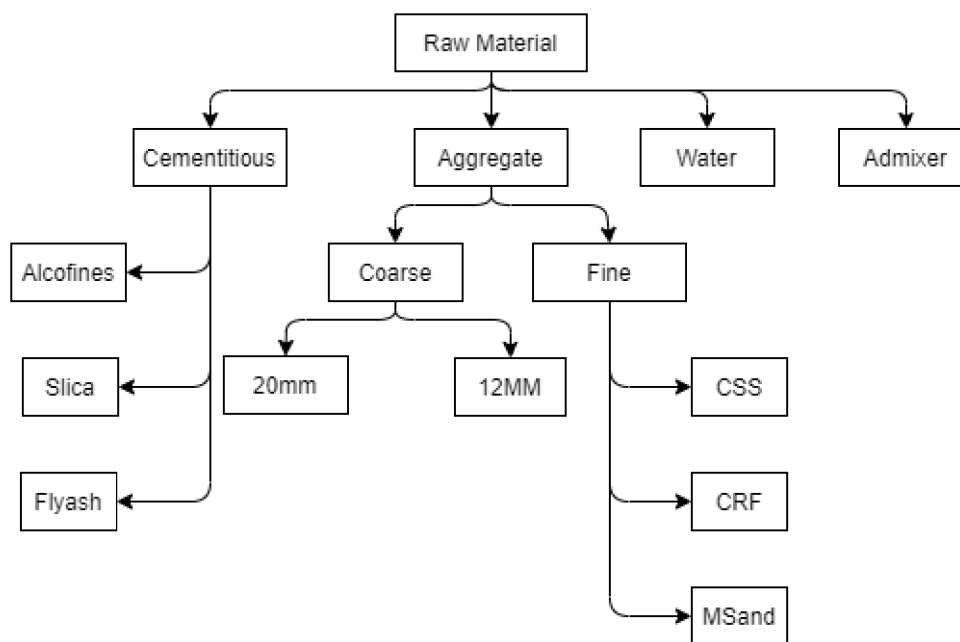 Raw Material
Cementitious
Aggregate
Water
Admixer
Alcofines
Coarse
Fine
Slica
20mm
12MM
CSS
Flyash
CRF
MSand